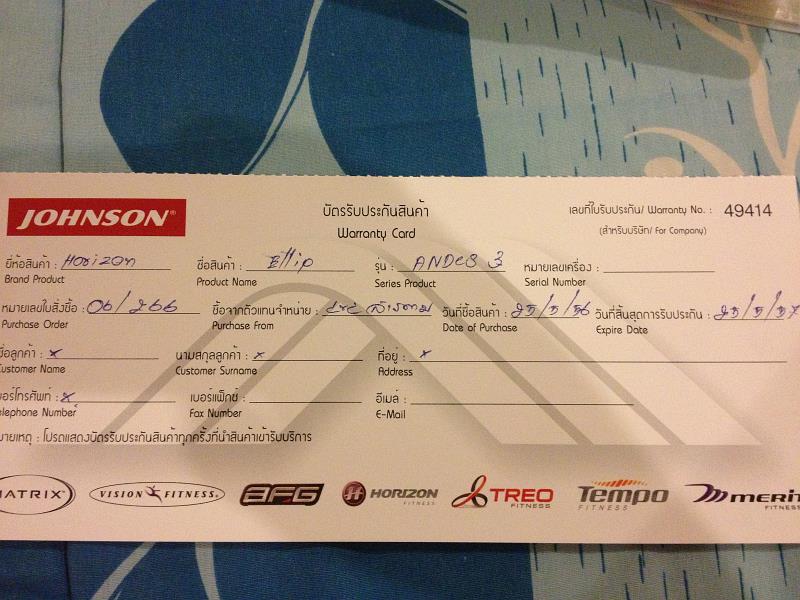 JOHNSON®
บัตรรับประกันสินค้า
Warranty Card
เลขที่ใบรับประกัน/ Warranty No. : 49414
(สำหรับบริษัท/ For Company)
ยี่ห้อสินค้า : Horizon ชื่อสินค้า : Ellip รุ่น : ANDES 3 หมายเลขเครื่อง :
Brand Product Product Name Series Product Serial Number
หมายเลขใบสั่งซื้อ : 06/266 ซื้อจากตัวแทนจำหน่าย : วันที่ซื้อสินค้า : 25/5/56 วันที่สิ้นสุดการรับประกัน : 25/5/57
Purchase Order Purchase From Date of Purchase Expire Date
ชื่อลูกค้า : x นามสกุลลูกค้า : x ที่อยู่ : x
Customer Name Customer Surname Address
เบอร์โทรศัพท์ : x เบอร์แฟ็กซ์ : อีเมล์ :
Telephone Number Fax Number E-Mail
หมายเหตุ : โปรดแสดงบัตรรับประกันสินค้าทุกครั้งที่นำสินค้าเข้ารับบริการ
MATRIX VISION FITNESS. AFG HORIZON FITNESS TREO FITNESS Tempo FITNESS MERIT FITNESS